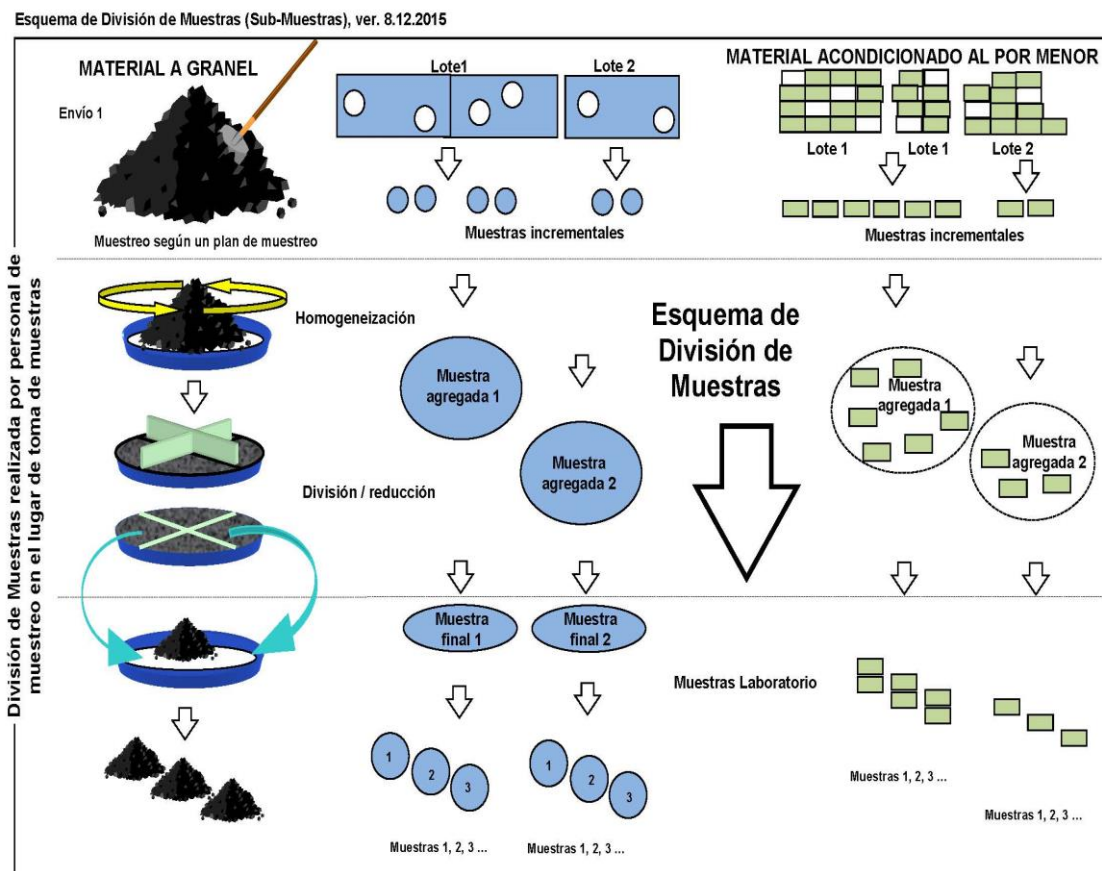 Esquema de División de Muestras (Sub-Muestras), ver. 8.12.2015
División de Muestras realizada por personal de
muestreo en el lugar de toma de muestras
MATERIAL A GRANEL
Envío 1
Muestreo según un plan de muestreo
Lote1
Lote 2
Muestras incrementales
MATERIAL ACONDICIONADO AL POR MENOR
Lote 1
Lote 1
Lote 2
Muestras incrementales
Homogeneización
División / reducción
Muestra
agregada 1
Muestra
agregada 2
Esquema de
División de
Muestras
Muestra
agregada 1
Muestra
agregada 2
Muestra
final 1
Muestra
final 2
Muestras Laboratorio
1
2
3
1
2
3
Muestras 1, 2, 3 ...
Muestras 1, 2, 3 ...
Muestras 1, 2, 3 ...
Muestras 1, 2, 3 ...